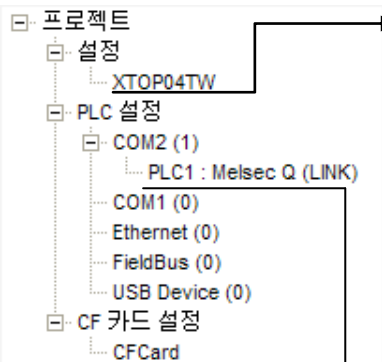 프로젝트
설정
XTOP04TW
PLC 설정
COM2 (1)
PLC1 : Melsec Q (LINK)
COM1 (0)
Ethernet (0)
FieldBus (0)
USB Device (0)
CF 카드 설정
CFCard